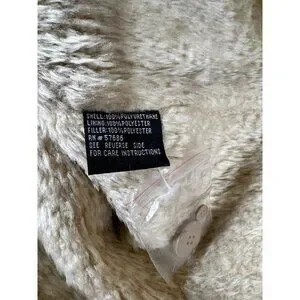 SHELL: 100% POLYURETHANE
LINING: 100% POLYESTER
FILLER: 100% POLYESTER
RN # 57696
SEE REVERSE SIDE
FOR CARE INSTRUCTIONS